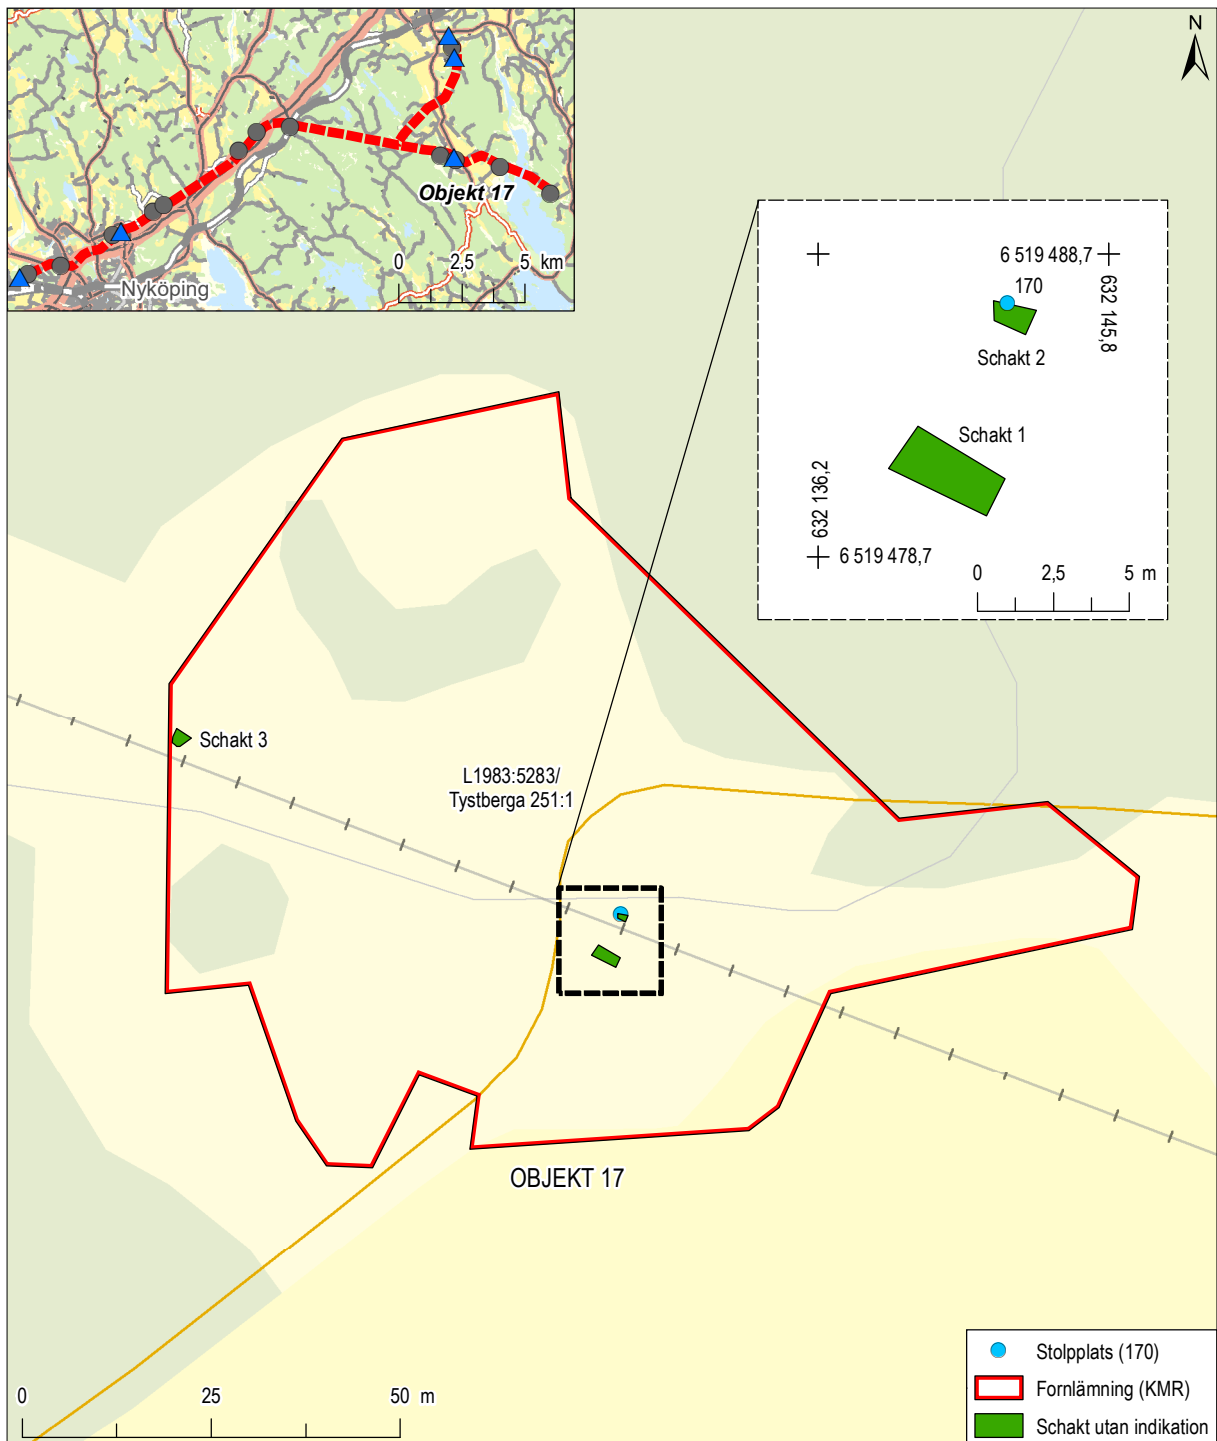 N
Objekt 17
0 2,5 5 km
Nyköping
6 519 488,7
632 145,8
170
Schakt 2
Schakt 1
632 136,2
6 519 478,7
0 2,5 5 m
Schakt 3
L1983:5283/
Tystberga 251:1
OBJEKT 17
0 25 50 m
Stolpplats (170)
Fornlämning (KMR)
Schakt utan indikation